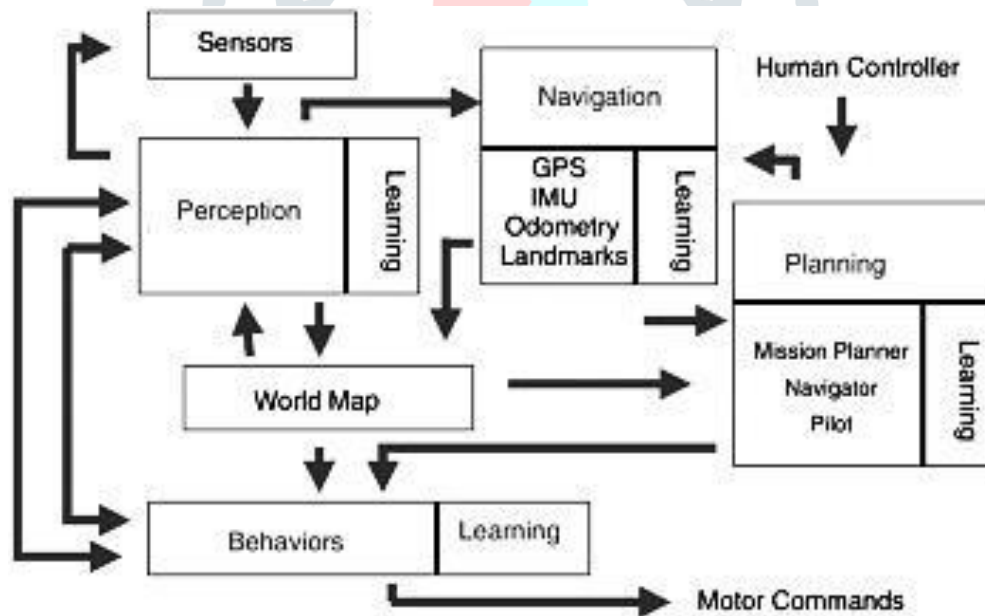 Sensors
Human Controller
Navigation
GPS
IMU
Odometry
Landmarks
Learning
Perception
Learning
Planning
Mission Planner
Navigator
Pilot
Learning
World Map
Behaviors
Learning
Motor Commands